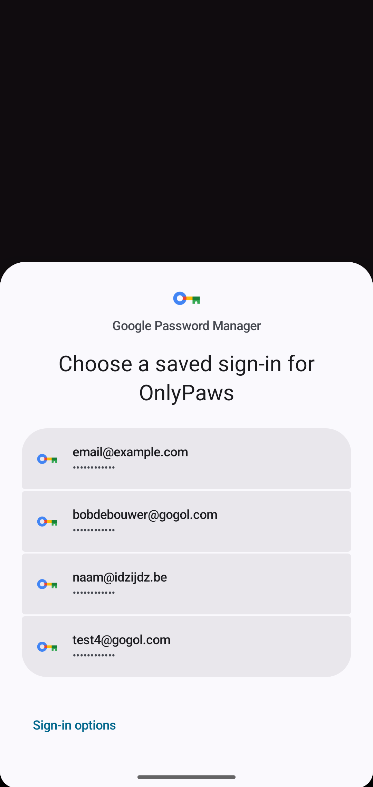 Google Password Manager
Choose a saved sign-in for
OnlyPaws
email@example.com
••••••••••••
bobdebouwer@gogol.com
••••••••••••
naam@idzijdz.be
••••••••••••
test4@gogol.com
••••••••••••
Sign-in options